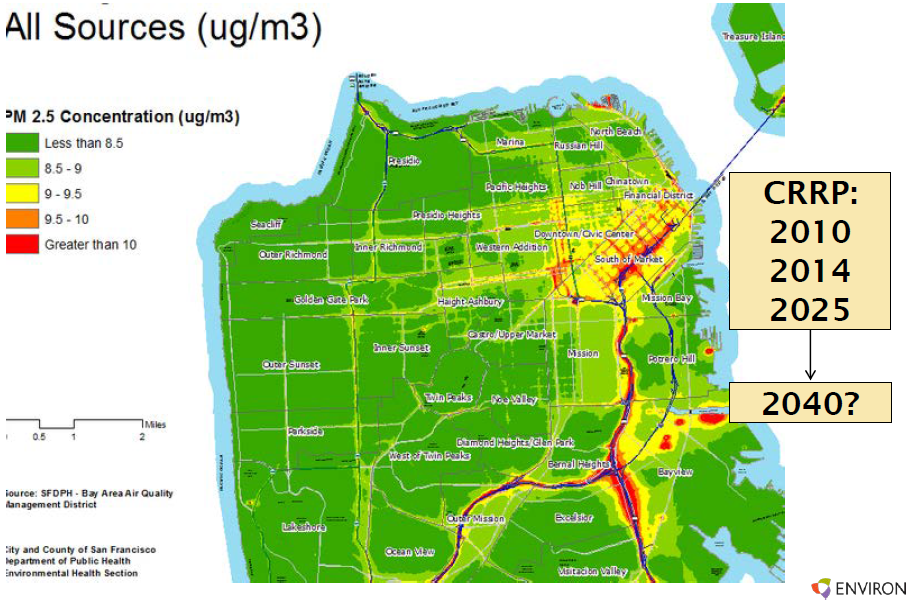 All Sources (ug/m3)
PM 2.5 Concentration (ug/m3)
Less than 8.5
8.5 - 9
9 - 9.5
9.5 - 10
Greater than 10
Treasure Island
North Beach
Marina
Russian Hill
Presidio
Pacific Heights
Nob Hill
Chinatown
Financial District
Presidio Heights
Seacliff
Downtown/Civic Center
Outer Richmond
Inner Richmond
Western Addition
South of Market
Golden Gate Park
Haight-Ashbury
Mission Bay
Castro/Upper Market
Inner Sunset
Mission
Potrero Hill
Outer Sunset
Twin Peaks
Noe Valley
Parkside
Diamond Heights/Glen Park
West of Twin Peaks
Bernal Heights
Bayview
Outer Mission
Excelsior
Lakeshore
Ocean View
Visitacion Valley
CRRP:
2010
2014
2025
2040?
0.5 1 2 Miles
Source: SFDPH - Bay Area Air Quality
Management District
City and County of San Francisco
Department of Public Health
Environmental Health Section
ENVIRON